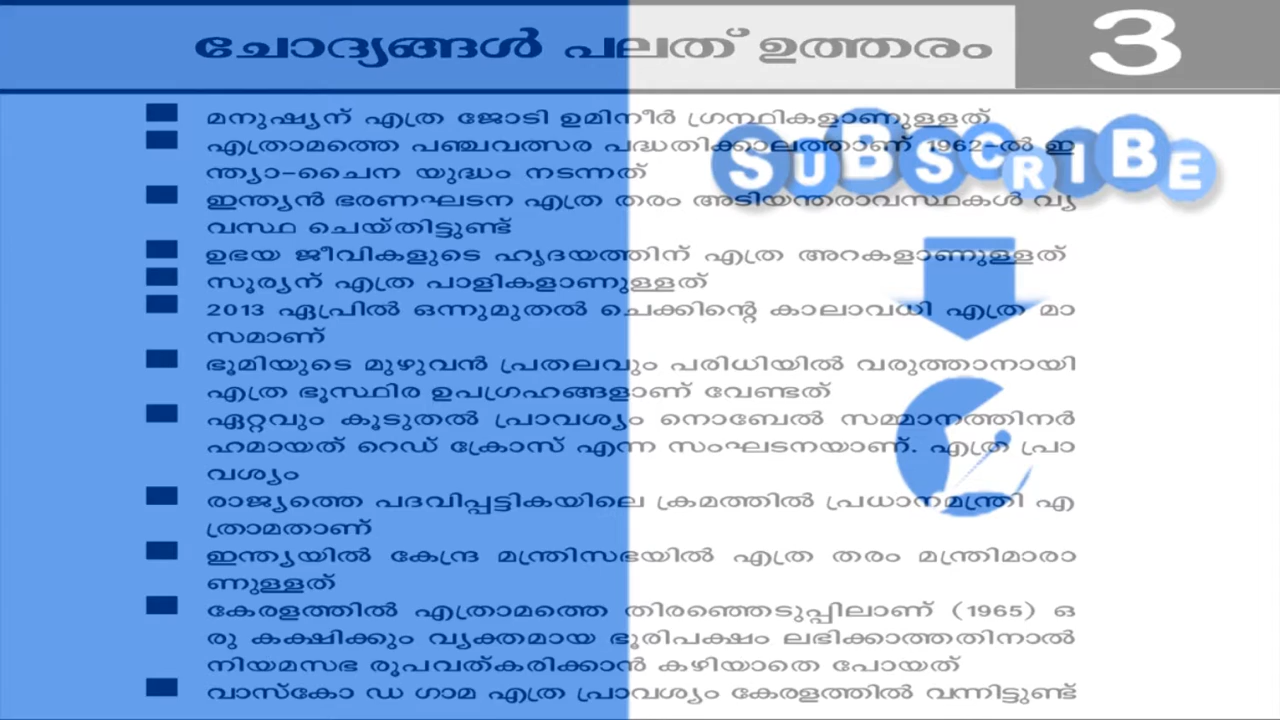 ചോദ്യങ്ങൾ പലത് ഉത്തരം 3
മനുഷ്യന് എത്ര ജോടി ഉമിനീർ ഗ്രന്ഥികളാണുള്ളത്
എത്രാമത്തെ പഞ്ചവത്സര പദ്ധതികാലത്താണ് 1962-ൽ ഇ
ന്ത്യാ-ചൈന യുദ്ധം നടന്നത്
SUBSCRIBE
ഇന്ത്യൻ ഭരണഘടന എത്ര തരം അടിയന്തരാവസ്ഥകൾ വ്യ
വസ്ഥ ചെയ്തിട്ടുണ്ട്
ഉഭയ ജീവികളുടെ ഹൃദയത്തിന് എത്ര അറകളാണുള്ളത്
സൂര്യന് എത്ര പാളികളാണുള്ളത്
2013 ഏപ്രിൽ ഒന്നുമുതൽ ചെക്കിന്റെ കാലാവധി എത്ര മാ
സമാണ്
ഭൂമിയുടെ മുഴുവൻ പ്രതലവും പരിധിയിൽ വരുത്താനായി
എത്ര ഭൂസ്ഥിര ഉപഗ്രഹങ്ങളാണ് വേണ്ടത്
ഏറ്റവും കൂടുതൽ പ്രാവശ്യം നൊബേൽ സമ്മാനത്തിനർ
ഹമായത് റെഡ് ക്രോസ് എന്ന സംഘടനയാണ്. എത്ര പ്രാ
വശ്യം
രാജ്യത്തെ പദവിപ്പട്ടികയിലെ ക്രമത്തിൽ പ്രധാനമന്ത്രി എ
ത്രാമതാണ്
ഇന്ത്യയിൽ കേന്ദ്ര മന്ത്രിസഭയിൽ എത്ര തരം മന്ത്രിമാരാ
ണുള്ളത്
കേരളത്തിൽ എത്രാമത്തെ തിരഞ്ഞെടുപ്പിലാണ് (1965) ഒ
രു കക്ഷിക്കും വ്യക്തമായ ഭൂരിപക്ഷം ലഭിക്കാത്തതിനാൽ
നിയമസഭ രൂപവത്കരിക്കാൻ കഴിയാതെ പോയത്
വാസ്കോ ഡ ഗാമ എത്ര പ്രാവശ്യം കേരളത്തിൽ വന്നിട്ടുണ്ട്